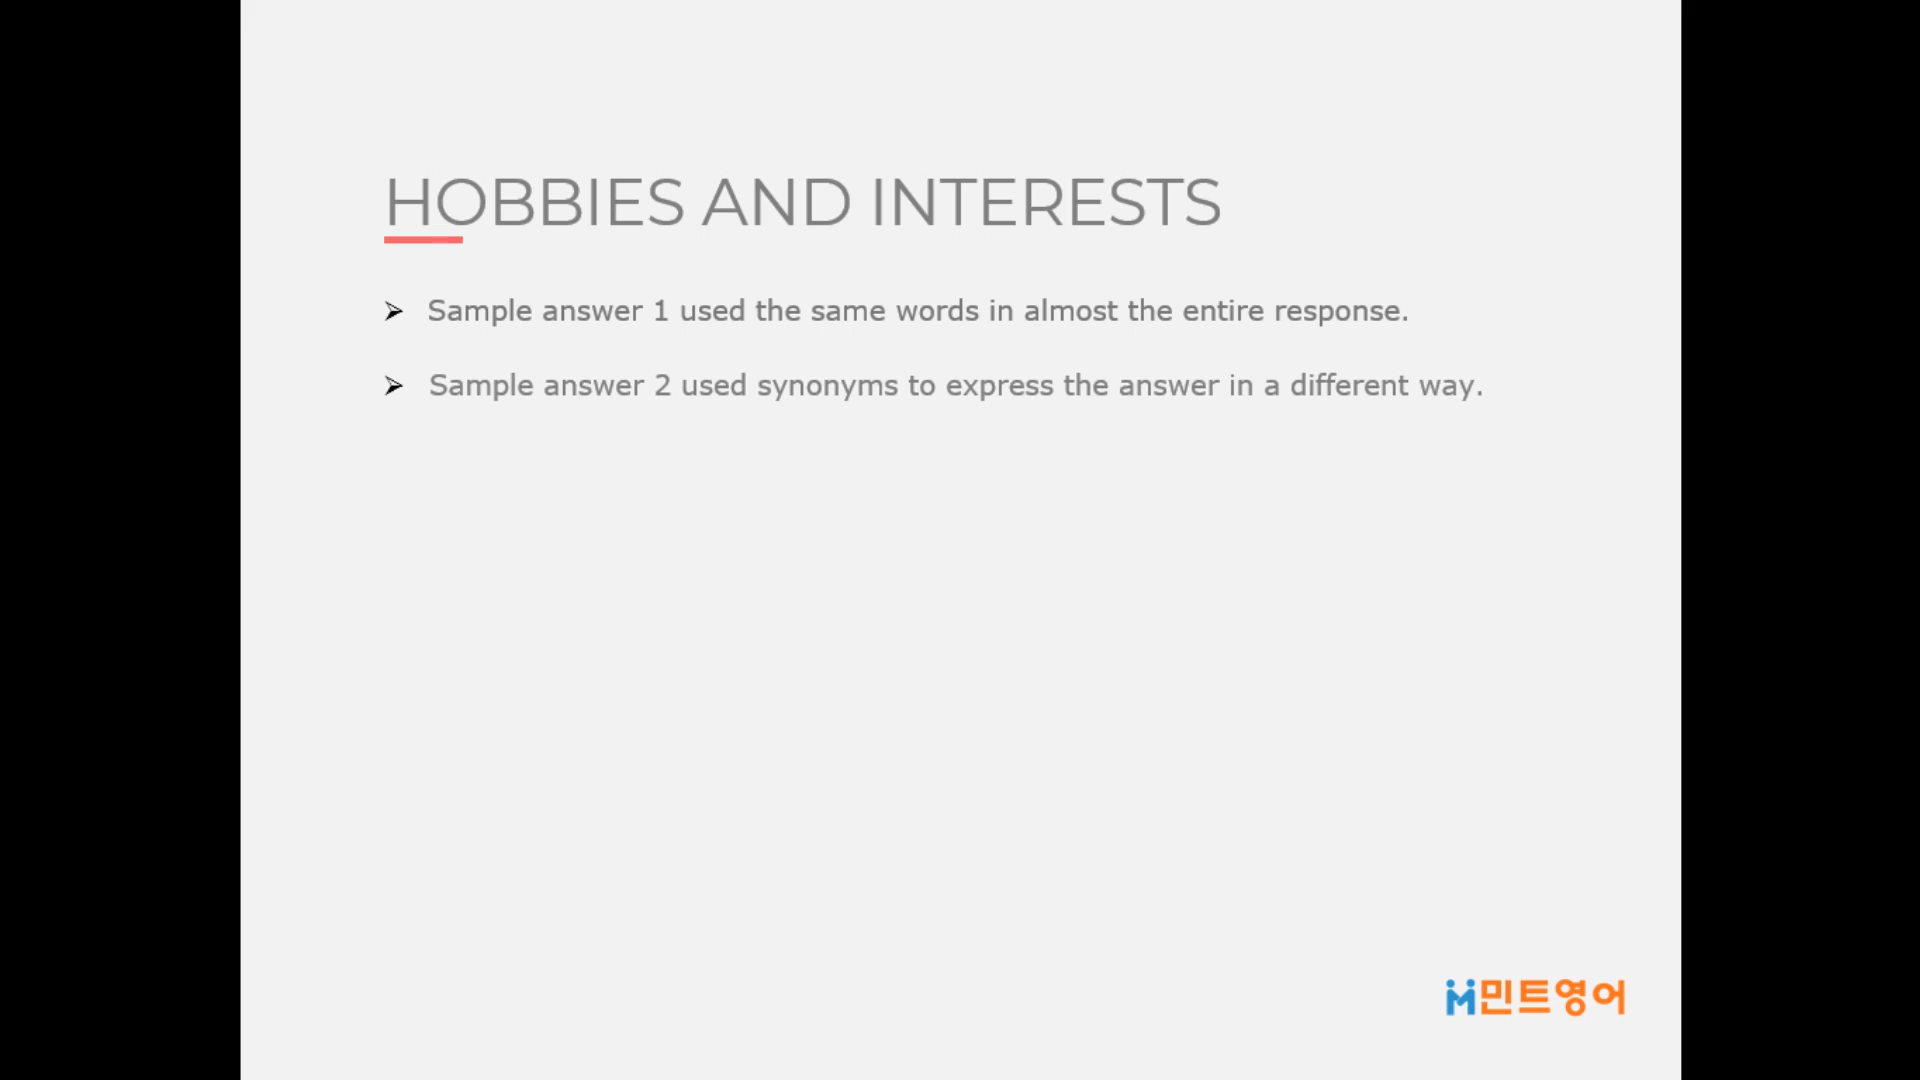 HOBBIES AND INTERESTS
Sample answer 1 used the same words in almost the entire response.
Sample answer 2 used synonyms to express the answer in a different way.
민트영어